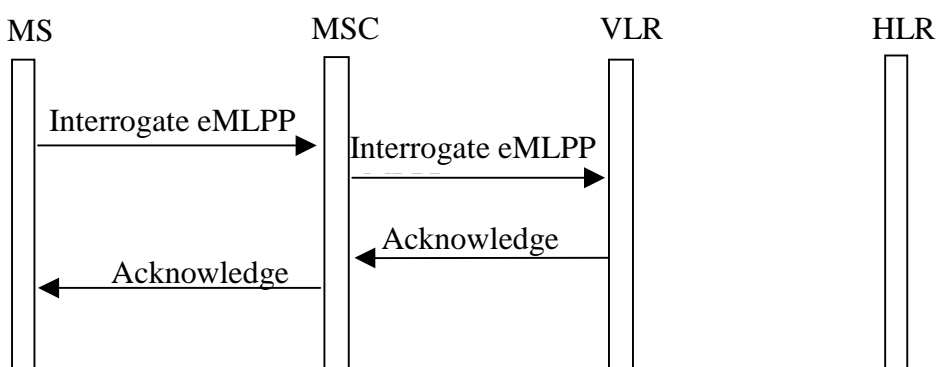 MS MSC VLR HLR
Interrogate eMLPP
Interrogate eMLPP
Acknowledge
Acknowledge